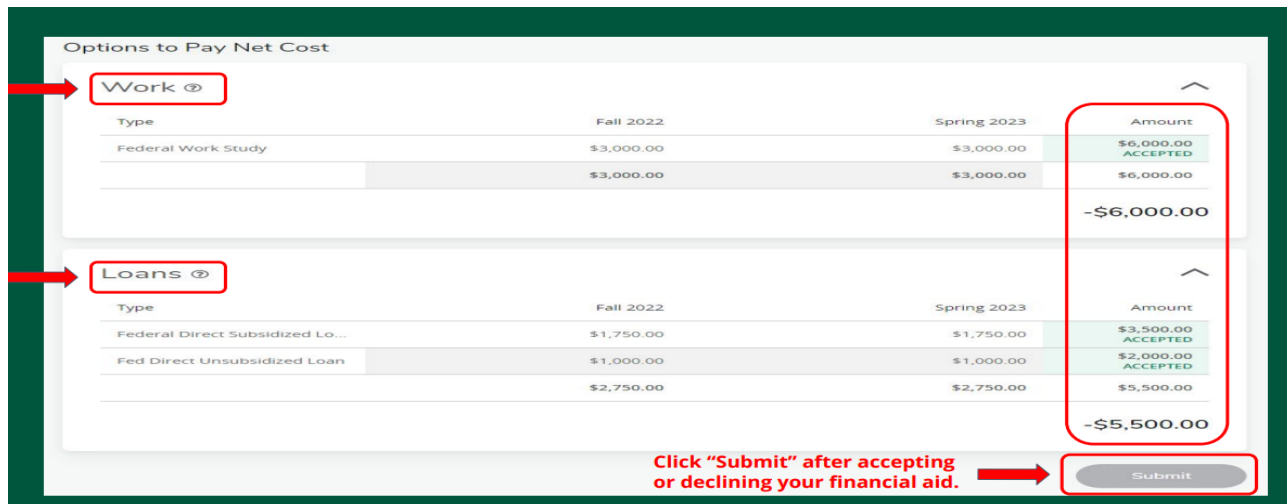 Options to Pay Net Cost
Work ?
Type Fall 2022 Spring 2023 Amount
Federal Work Study $3,000.00 $3,000.00 $6,000.00
ACCEPTED
$3,000.00 $3,000.00 $6,000.00
-$6,000.00
Loans ?
Type Fall 2022 Spring 2023 Amount
Federal Direct Subsidized Lo... $1,750.00 $1,750.00 $3,500.00
ACCEPTED
Fed Direct Unsubsidized Loan $1,000.00 $1,000.00 $2,000.00
ACCEPTED
$2,750.00 $2,750.00 $5,500.00
-$5,500.00
Click “Submit” after accepting
or declining your financial aid.
Submit